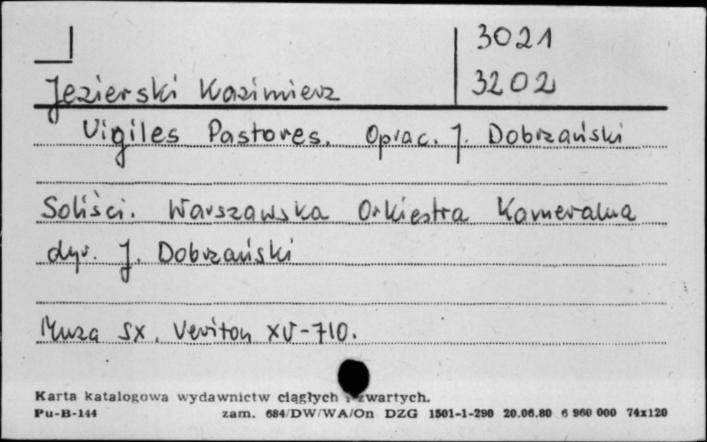 3021
3202
Jezierski Kazimierz
Vigiles Pastores. Oprac. J. Dobrzański
Soliści. Warszawska Orkiestra Kameralna
dyr. J. Dobrzański
Muza SX. Veriton XV-710.
Karta katalogowa wydawnictw ciągłych i zwartych.
Pu-B-144 zam. 684/DW/WA/On DZG 1501-1-290 20.06.80 6 960 000 74x120